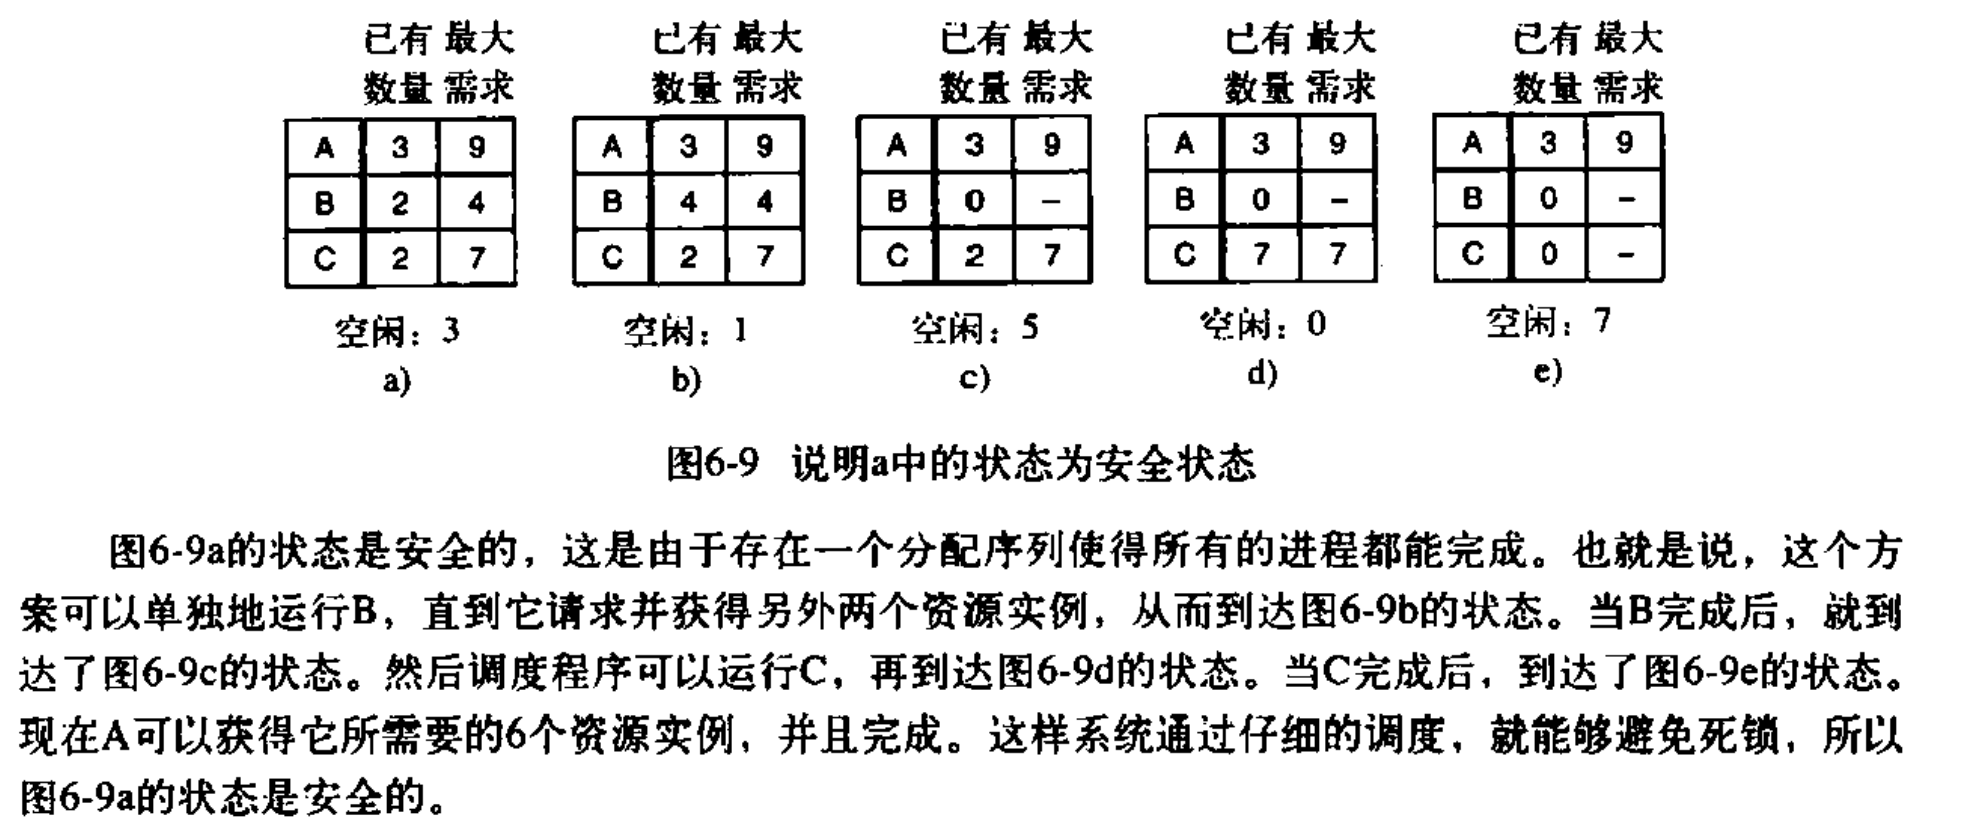 已有 最大 已有 最大 已有 最大 已有 最大 已有 最大
数量 需求 数量 需求 数量 需求 数量 需求 数量 需求
A 3 9 A 3 9 A 3 9 A 3 9 A 3 9
B 2 4 B 4 4 B 0 – B 0 – B 0 –
C 2 7 C 2 7 C 2 7 C 7 7 C 0 –
空闲：3 空闲：1 空闲：5 空闲：0 空闲：7
a) b) c) d) e)
图6-9 说明a中的状态为安全状态
图6-9a的状态是安全的，这是由于存在一个分配序列使得所有的进程都能完成。也就是说，这个方
案可以单独地运行B，直到它请求并获得另外两个资源实例，从而到达图6-9b的状态。当B完成后，就到
达了图6-9c的状态。然后调度程序可以运行C，再到达图6-9d的状态。当C完成后，到达了图6-9e的状态。
现在A可以获得它所需要的6个资源实例，并且完成。这样系统通过仔细的调度，就能够避免死锁，所以
图6-9a的状态是安全的。